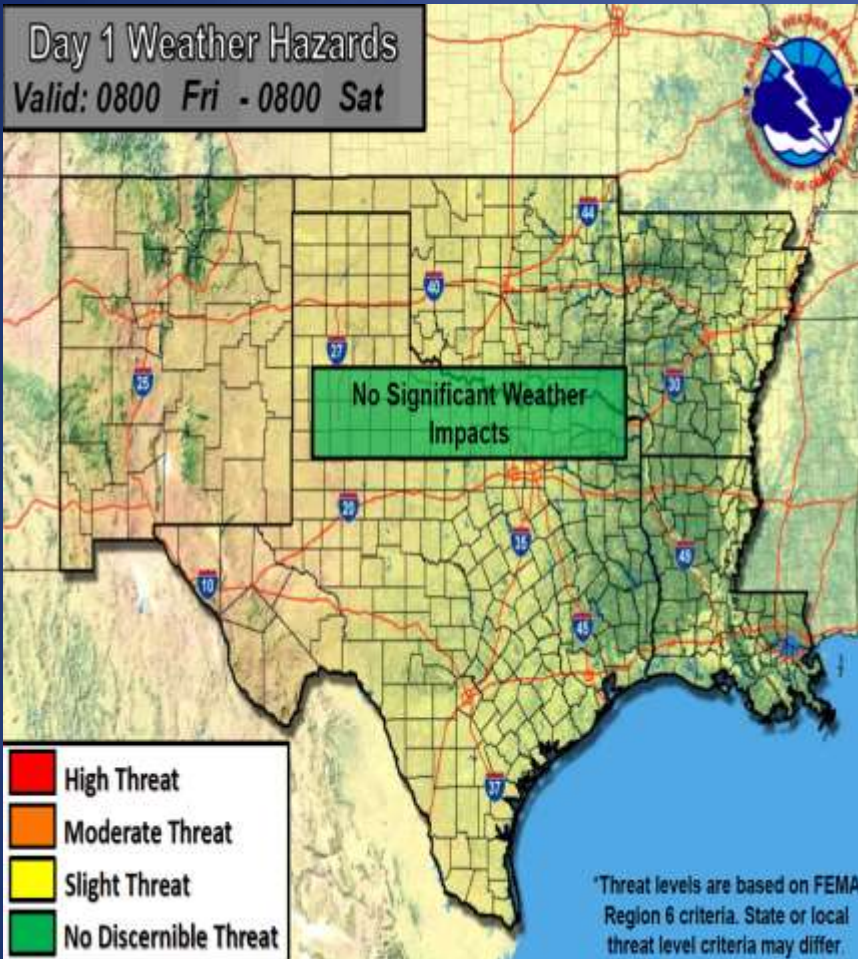 Day 1 Weather Hazards
Valid: 0800 Fri - 0800 Sat
44
40
27
25
30
No Significant Weather
Impacts
20
35
49
10
45
37
High Threat
Moderate Threat
Slight Threat
No Discernible Threat
*Threat levels are based on FEMA
Region 6 criteria. State or local
threat level criteria may differ.